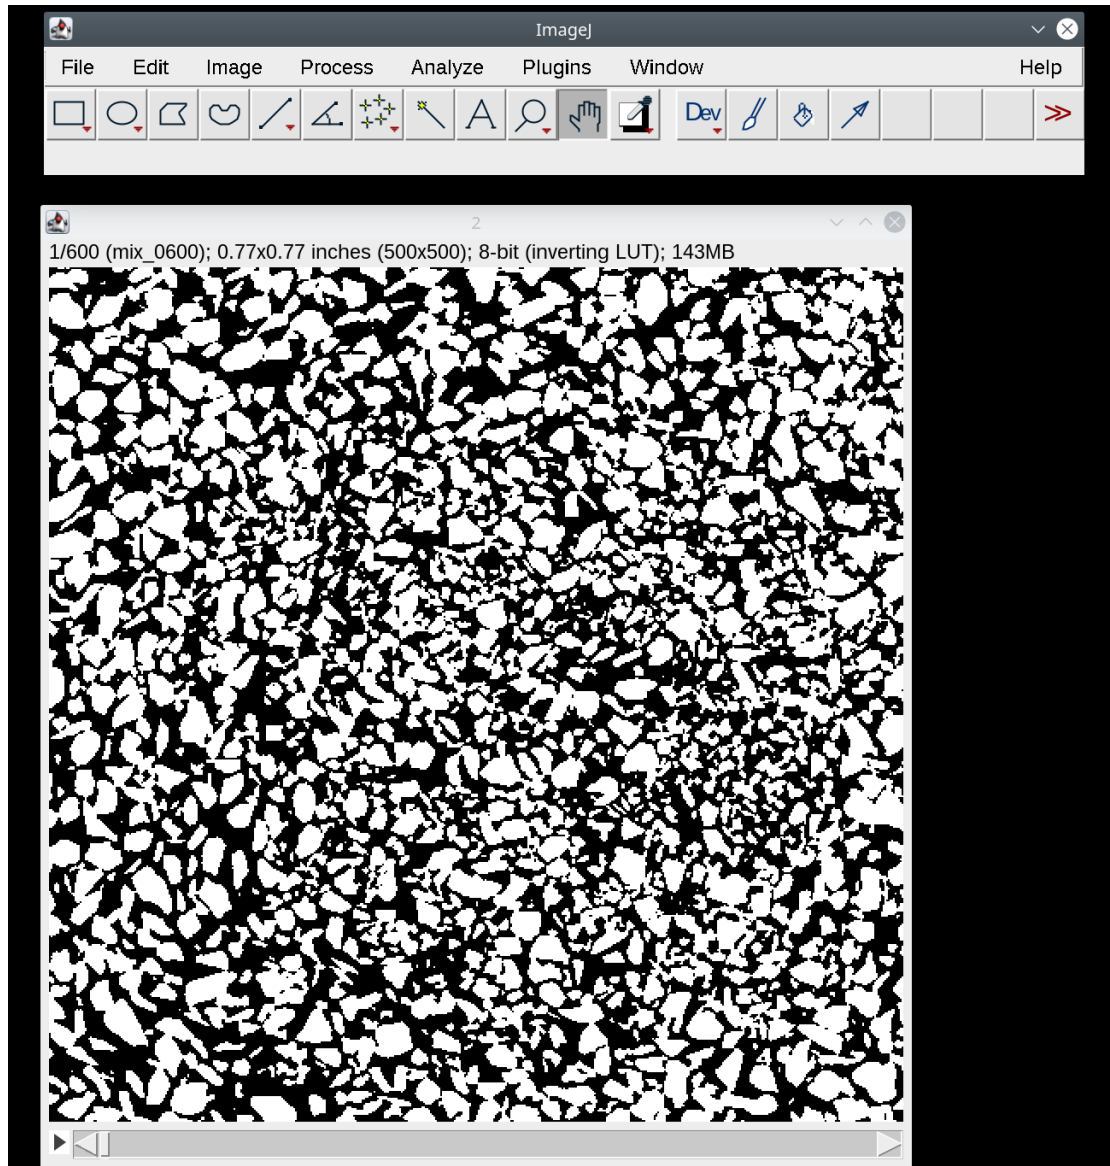 ImageJ
File Edit Image Process Analyze Plugins Window Help
A Dev >>
2
1/600 (mix_0600); 0.77x0.77 inches (500x500); 8-bit (inverting LUT); 143MB